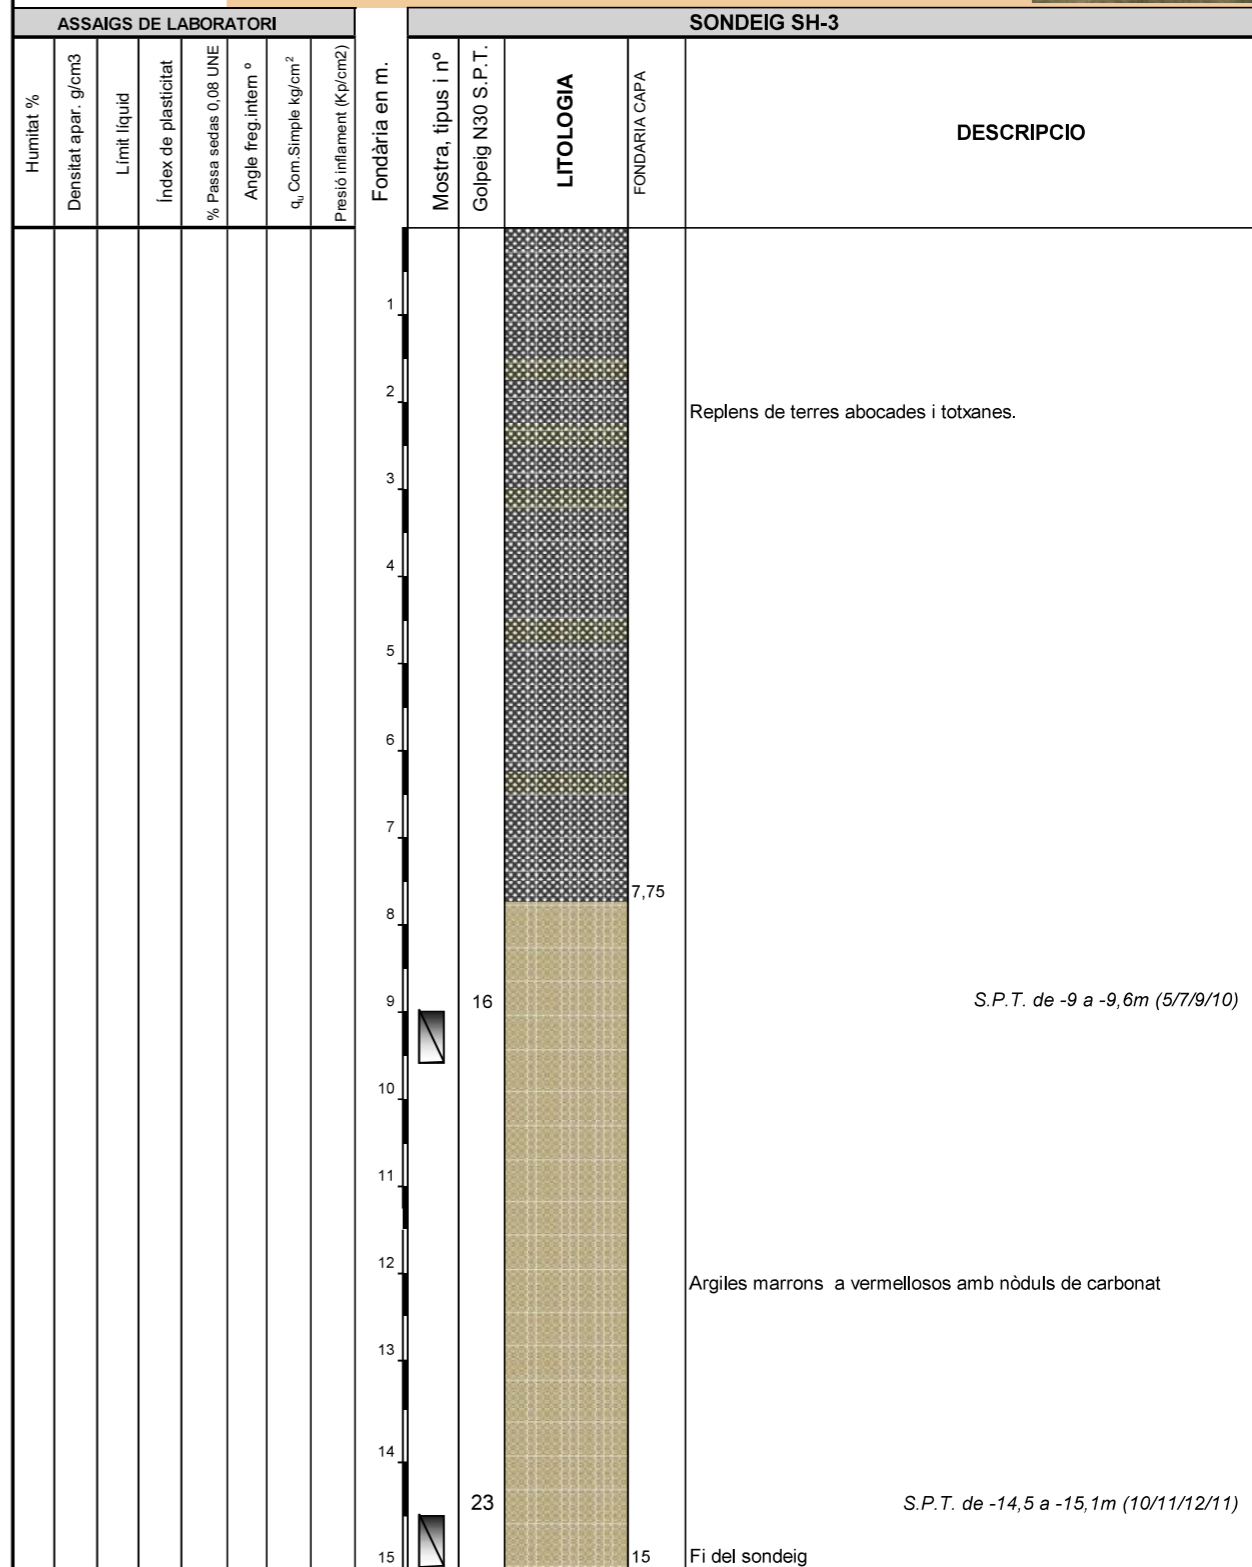 ASSAIGS DE LABORATORI
SONDEIG SH-3
Humitat %
Densitat apar. g/cm3
Límit líquid
Índex de plasticitat
% Passa sedas 0,08 UNE
Angle freg.intern º
qu Com.Simple kg/cm²
Presió inflament (Kp/cm2)
Fondària en m.
Mostra, tipus i nº
Golpeig N30 S.P.T.
LITOLOGIA
FONDARIA CAPA
DESCRIPCIO
1
2
Replens de terres abocades i totxanes.
3
4
5
6
7
7,75
8
9
16
S.P.T. de -9 a -9,6m (5/7/9/10)
10
11
12
Argiles marrons a vermellosos amb nòduls de carbonat
13
14
23
S.P.T. de -14,5 a -15,1m (10/11/12/11)
15
15
Fi del sondeig